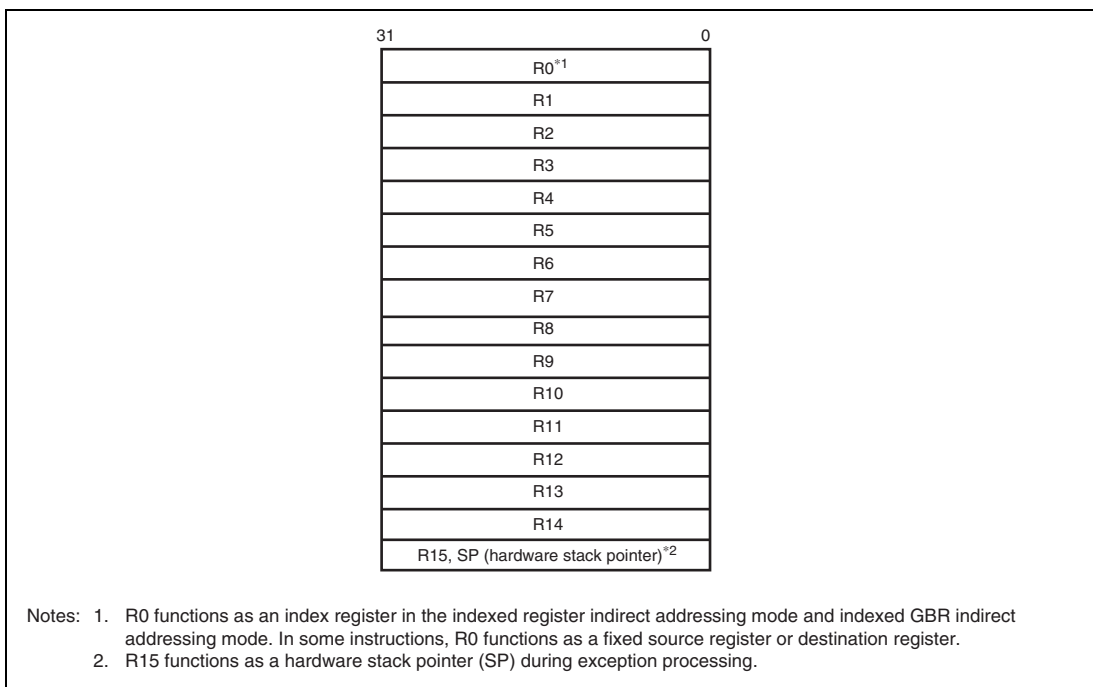 31 0
R0*1
R1
R2
R3
R4
R5
R6
R7
R8
R9
R10
R11
R12
R13
R14
R15, SP (hardware stack pointer)*2
Notes: 1. R0 functions as an index register in the indexed register indirect addressing mode and indexed GBR indirect
addressing mode. In some instructions, R0 functions as a fixed source register or destination register.
2. R15 functions as a hardware stack pointer (SP) during exception processing.